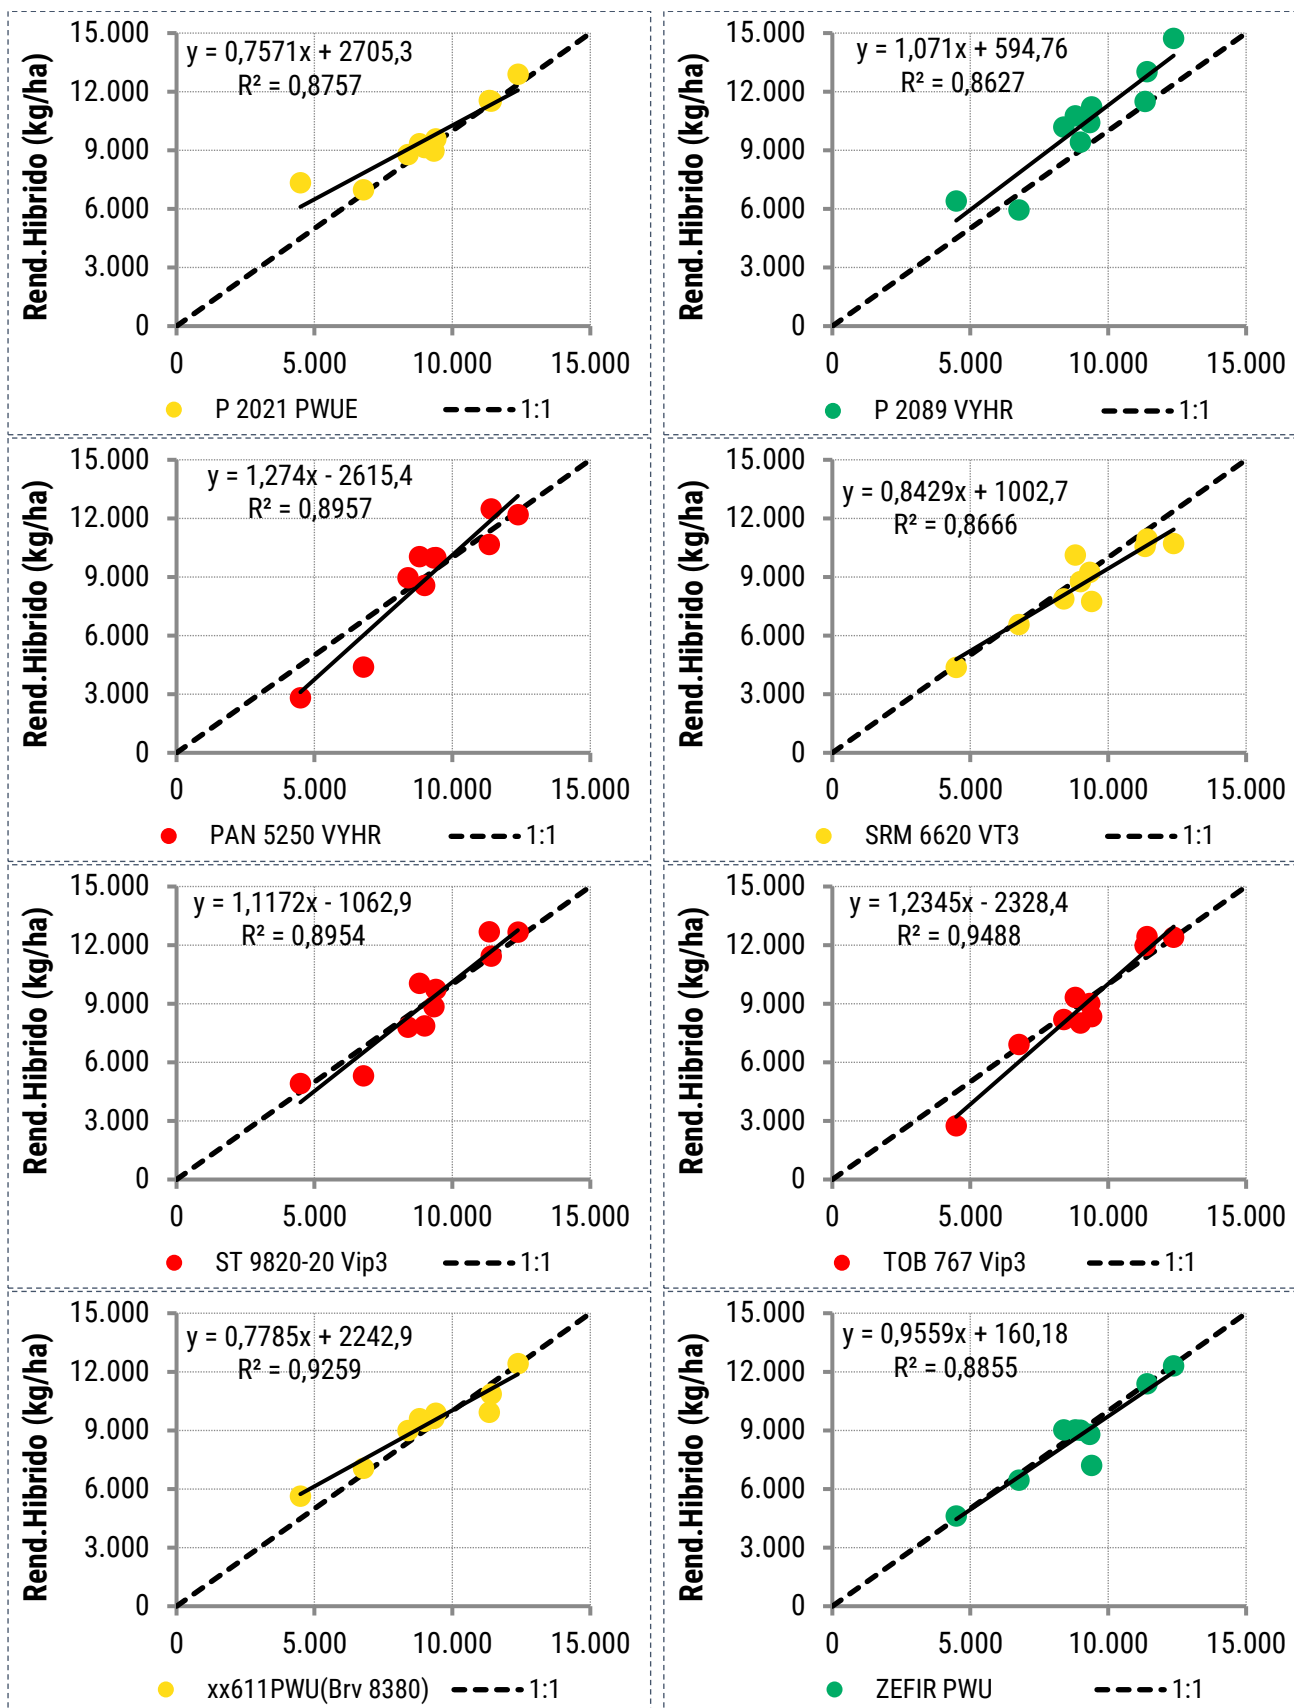 15.000
12.000
9.000
6.000
3.000
0
Rend.Hibrido (kg/ha)
y = 0,7571x + 2705,3
R² = 0,8757
0 5.000 10.000 15.000
P 2021 PWUE 1:1
15.000
12.000
9.000
6.000
3.000
0
Rend.Hibrido (kg/ha)
y = 1,071x + 594,76
R² = 0,8627
0 5.000 10.000 15.000
P 2089 VYHR 1:1
15.000
12.000
9.000
6.000
3.000
0
Rend.Hibrido (kg/ha)
y = 1,274x - 2615,4
R² = 0,8957
0 5.000 10.000 15.000
PAN 5250 VYHR 1:1
15.000
12.000
9.000
6.000
3.000
0
Rend.Hibrido (kg/ha)
y = 0,8429x + 1002,7
R² = 0,8666
0 5.000 10.000 15.000
SRM 6620 VT3 1:1
15.000
12.000
9.000
6.000
3.000
0
Rend.Hibrido (kg/ha)
y = 1,1172x - 1062,9
R² = 0,8954
0 5.000 10.000 15.000
ST 9820-20 Vip3 1:1
15.000
12.000
9.000
6.000
3.000
0
Rend.Hibrido (kg/ha)
y = 1,2345x - 2328,4
R² = 0,9488
0 5.000 10.000 15.000
TOB 767 Vip3 1:1
15.000
12.000
9.000
6.000
3.000
0
Rend.Hibrido (kg/ha)
y = 0,7785x + 2242,9
R² = 0,9259
0 5.000 10.000 15.000
xx611PWU(Brv 8380) 1:1
15.000
12.000
9.000
6.000
3.000
0
Rend.Hibrido (kg/ha)
y = 0,9559x + 160,18
R² = 0,8855
0 5.000 10.000 15.000
ZEFIR PWU 1:1